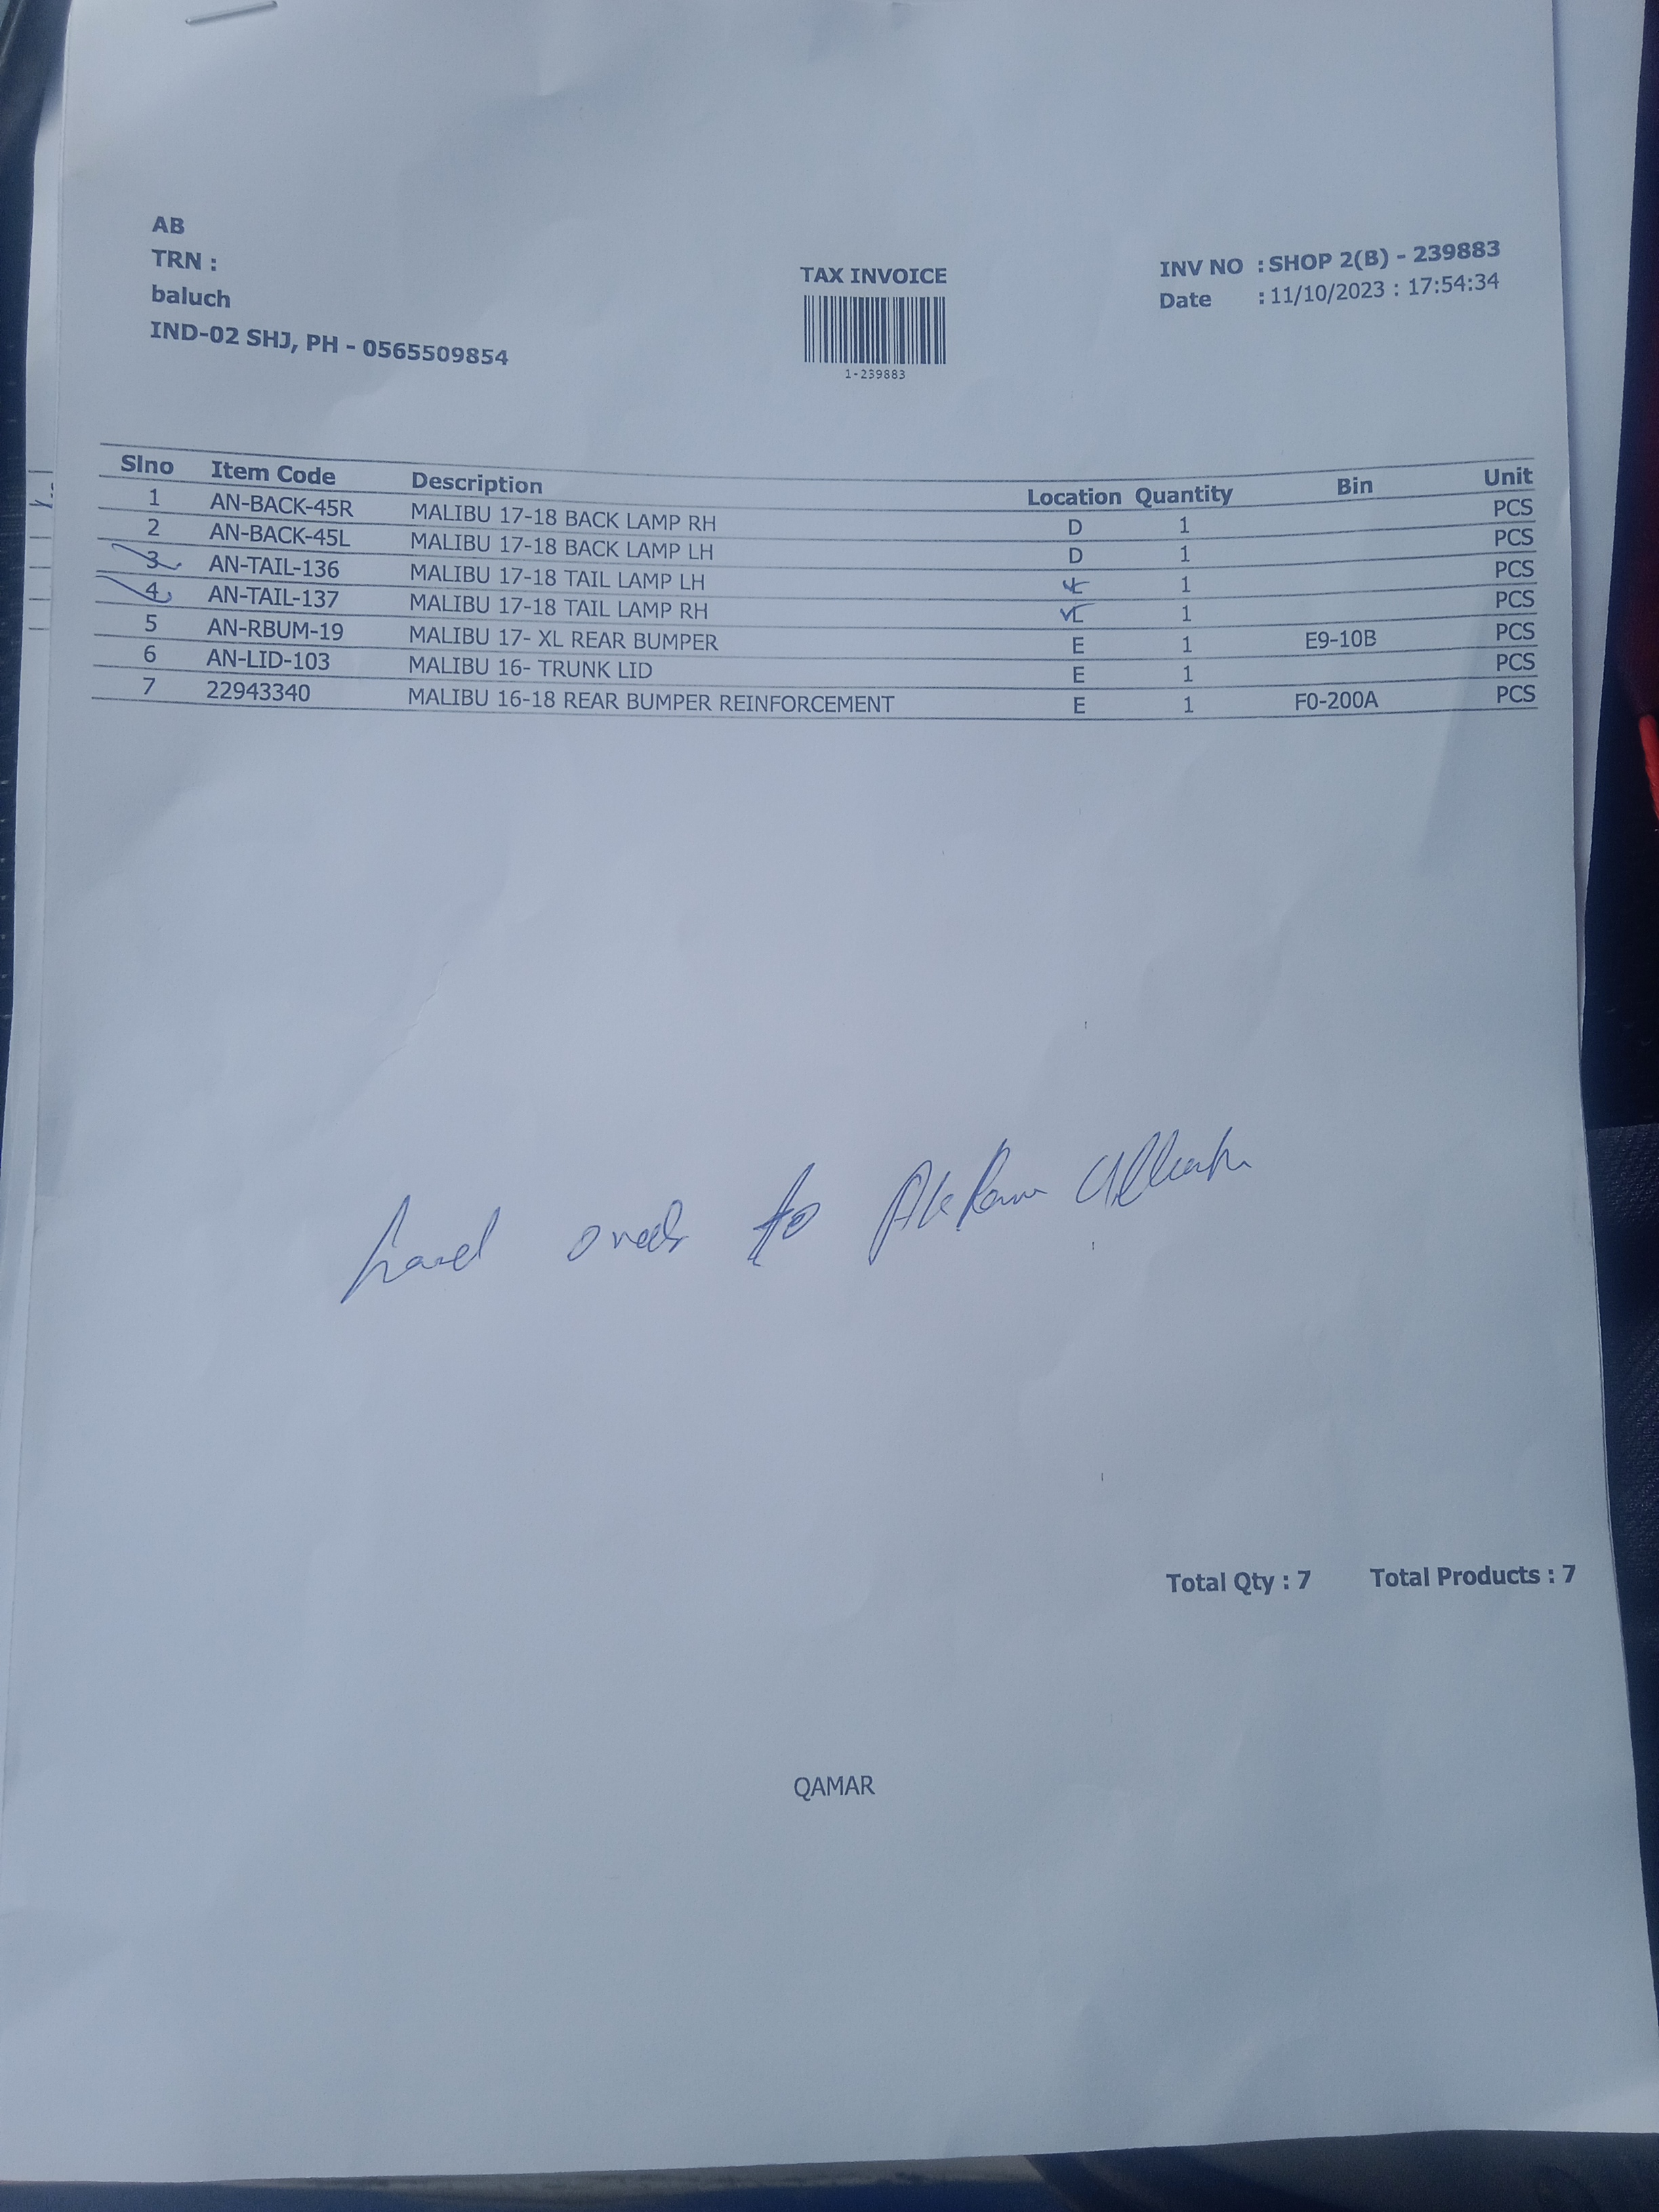 AB
TRN :
baluch
IND-02 SHJ, PH - 0565509854
TAX INVOICE
1-239883
INV NO : SHOP 2(B) - 239883
Date : 11/10/2023 : 17:54:34
Slno Item Code Description Location Quantity Bin Unit
1 AN-BACK-45R MALIBU 17-18 BACK LAMP RH D 1 PCS
2 AN-BACK-45L MALIBU 17-18 BACK LAMP LH D 1 PCS
3 AN-TAIL-136 MALIBU 17-18 TAIL LAMP LH 1 PCS
4 AN-TAIL-137 MALIBU 17-18 TAIL LAMP RH 1 PCS
5 AN-RBUM-19 MALIBU 17- XL REAR BUMPER E 1 E9-10B PCS
6 AN-LID-103 MALIBU 16- TRUNK LID E 1 PCS
7 22943340 MALIBU 16-18 REAR BUMPER REINFORCEMENT E 1 F0-200A PCS
to Ullah
Total Qty : 7 Total Products : 7
QAMAR